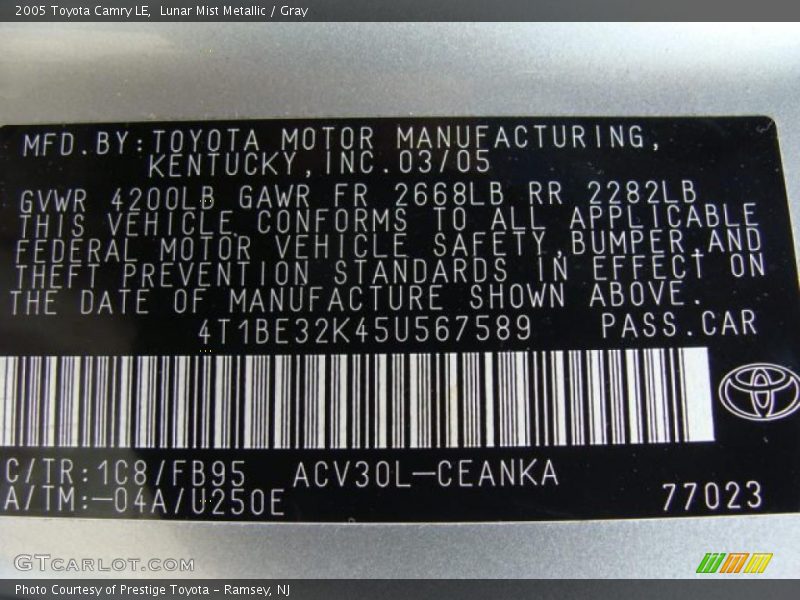 2005 Toyota Camry LE,  Lunar Mist Metallic / Gray
MFD.BY:TOYOTA MOTOR MANUFACTURING,
KENTUCKY,INC.03/05
GVWR 4200LB GAWR FR 2668LB RR 2282LB
THIS VEHICLE CONFORMS TO ALL APPLICABLE
FEDERAL MOTOR VEHICLE SAFETY,BUMPER,AND
THEFT PREVENTION STANDARDS IN EFFECT ON
THE DATE OF MANUFACTURE SHOWN ABOVE.
4T1BE32K45U567589 PASS.CAR
C/TR:1C8/FB95 ACV30L-CEANKA
A/TM:-04A/U250E 77023
GTCARLOT.COM
Photo Courtesy of Prestige Toyota - Ramsey, NJ